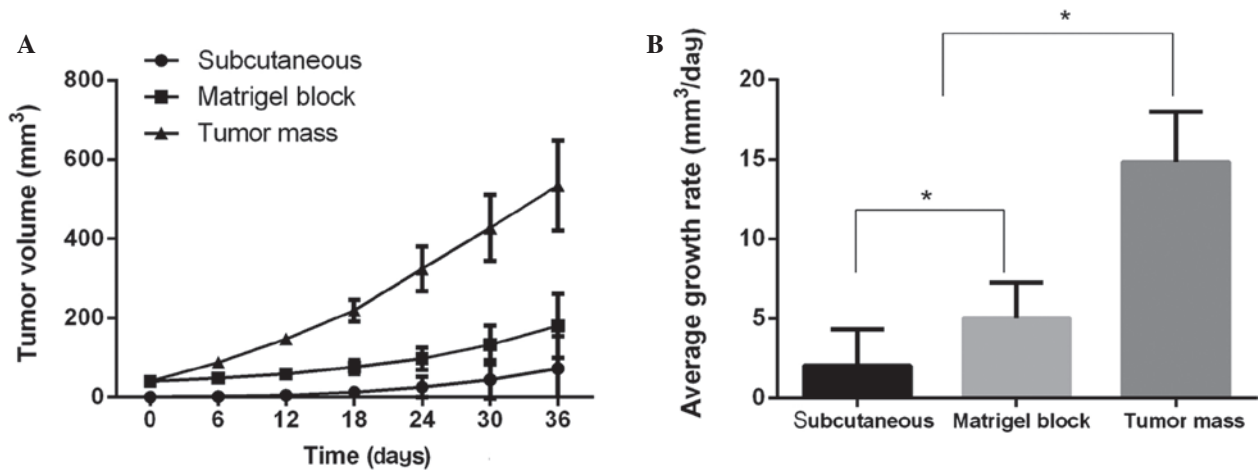 A
Subcutaneous
Matrigel block
Tumor mass
Tumor volume (mm³)
800
600
400
200
0
0 6 12 18 24 30 36
Time (days)
B
*
*
Average growth rate (mm³/day)
20
15
10
5
0
Subcutaneous Matrigel block Tumor mass